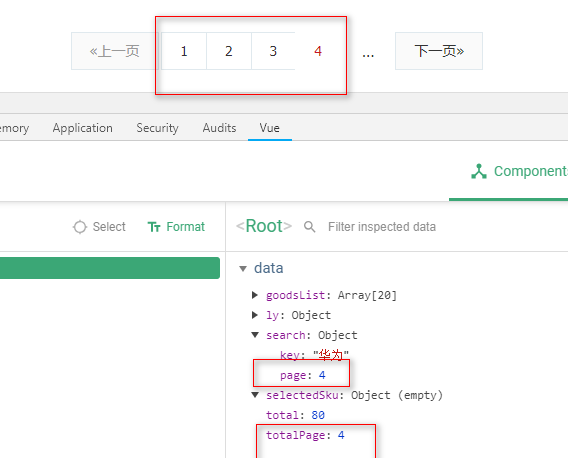 «上一页 1 2 3 4 ... 下一页»
emory Application Security Audits Vue
Components
Select Format <Root> Filter inspected data
data
goodsList: Array[20]
ly: Object
search: Object
key: "华为"
page: 4
selectedSku: Object (empty)
total: 80
totalPage: 4